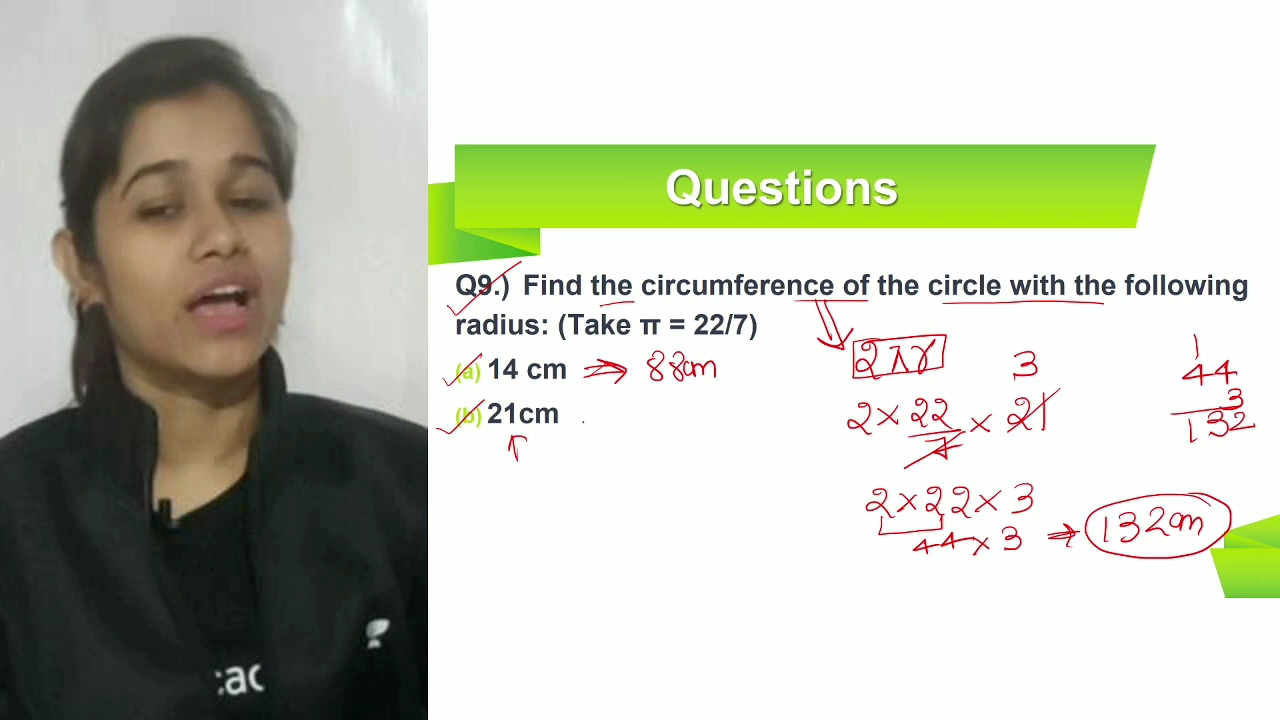 Questions
Q9.) Find the circumference of the circle with the following
radius: (Take π = 22/7)
(a) 14 cm ⇒ 88cm
(b) 21cm
2πr
3
2 × 22/7 × 21
2 × 22 × 3
44 × 3 ⇒ 132cm
1
44
3
132
cac